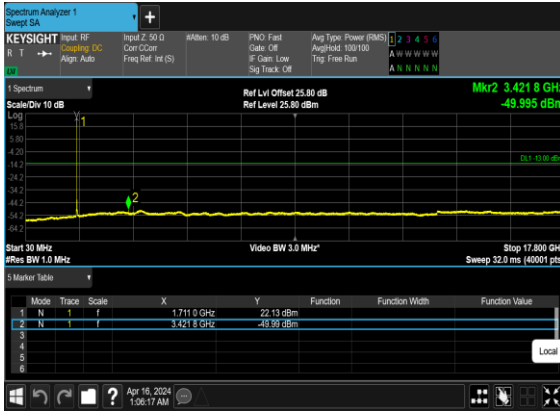 Spectrum Analyzer 1
Swept SA
+
KEYSIGHT
R T
LV
Input: RF
Coupling: DC
Align: Auto
Input Z: 50 Ω
Corr CCorr
Freq Ref: Int (S)
#Atten: 10 dB
PNO: Fast
Gate: Off
IF Gain: Low
Sig Track: Off
Avg Type: Power (RMS)
Avg|Hold: 100/100
Trig: Free Run
1 2 3 4 5 6
A W W W W W
A N N N N N
1 Spectrum
Scale/Div 10 dB
Ref Lvl Offset 25.80 dB
Ref Level 25.80 dBm
Mkr2 3.421 8 GHz
-49.995 dBm
Log
15.8
5.80
-4.20
-14.2
-24.2
-34.2
-44.2
-54.2
-64.2
1
2
DL1 -13.00 dBm
Start 30 MHz
#Res BW 1.0 MHz
Video BW 3.0 MHz*
Stop 17.800 GHz
Sweep 32.0 ms (40001 pts)
5 Marker Table
Mode Trace Scale X Y Function Function Width Function Value
1 N 1 f 1.711 0 GHz 22.13 dBm
2 N 1 f 3.421 8 GHz -49.99 dBm
3
4
5
6
Local
?
Apr 16, 2024
1:06:17 AM